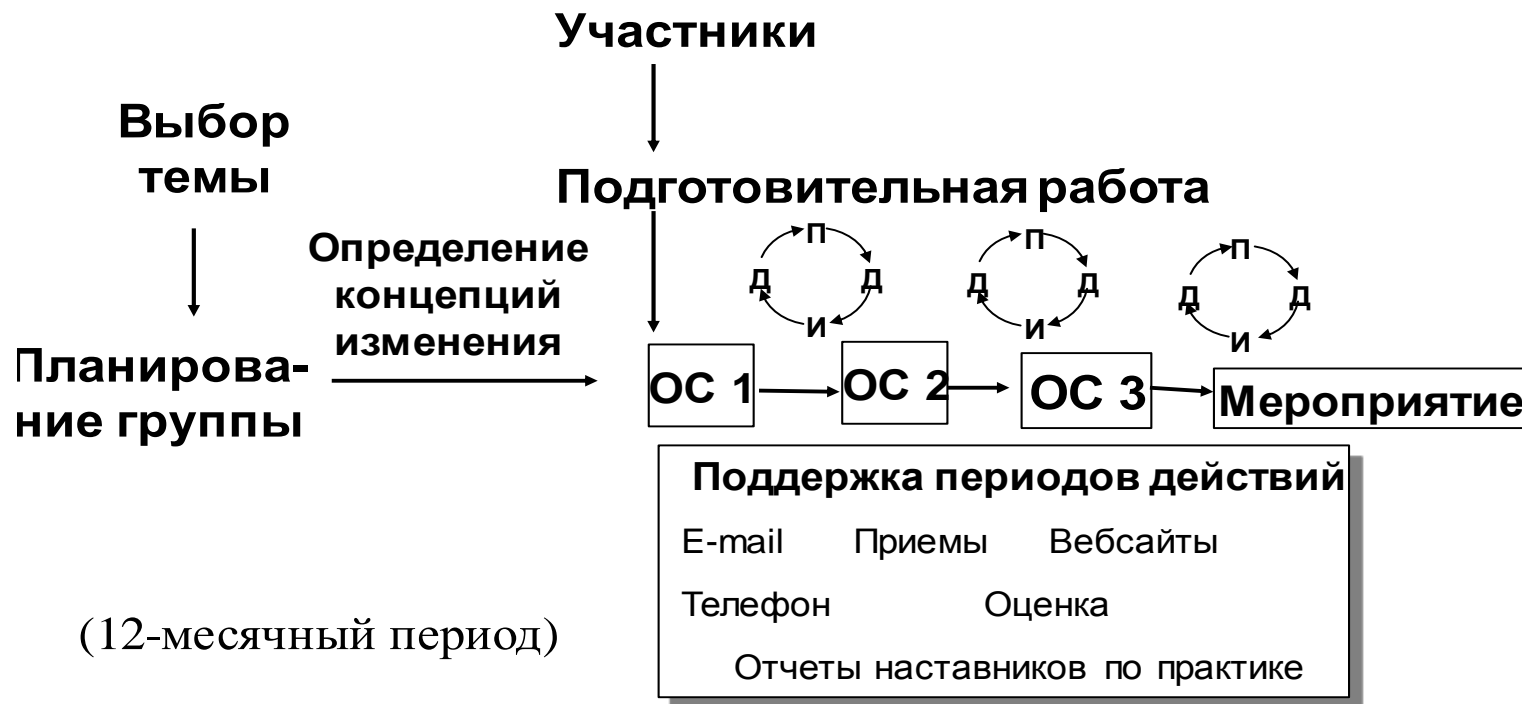 Участники
Выбор
темы
Подготовительная работа
Определение
концепций
изменения
Планирова-
ние группы
П
Д
Д
И
П
Д
Д
И
П
Д
Д
И
ОС 1
ОС 2
ОС 3
Мероприятие
Поддержка периодов действий
E-mail Приемы Вебсайты
Телефон Оценка
Отчеты наставников по практике
(12-месячный период)